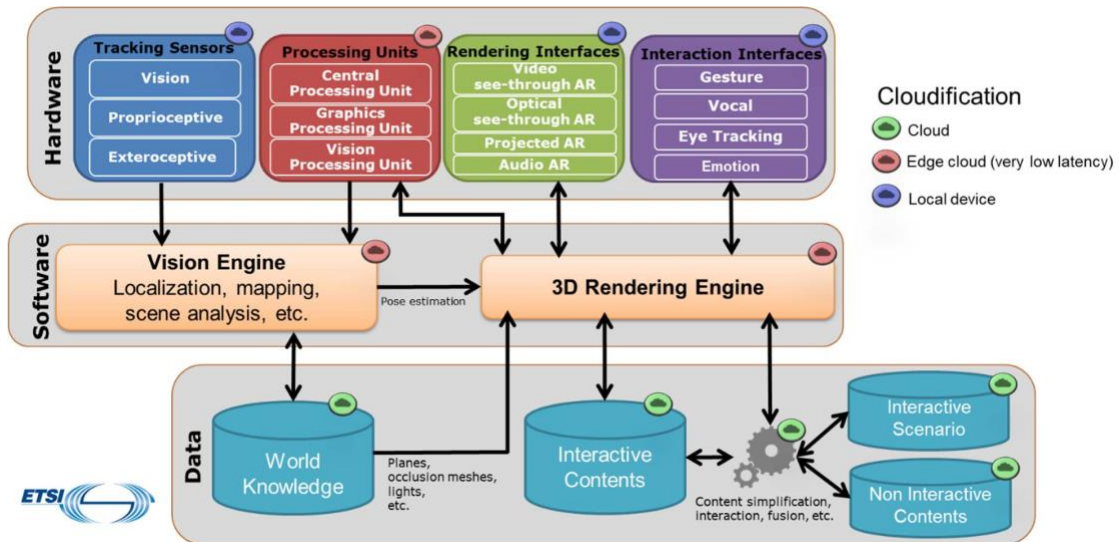 Hardware
Tracking Sensors
Vision
Proprioceptive
Exteroceptive
Processing Units
Central
Processing Unit
Graphics
Processing Unit
Vision
Processing Unit
Rendering Interfaces
Video
see-through AR
Optical
see-through AR
Projected AR
Audio AR
Interaction Interfaces
Gesture
Vocal
Eye Tracking
Emotion
Cloudification
Cloud
Edge cloud (very low latency)
Local device
Software
Vision Engine
Localization, mapping,
scene analysis, etc.
Pose estimation
3D Rendering Engine
Data
World
Knowledge
Planes,
occlusion meshes,
lights,
etc.
Interactive
Contents
Content simplification,
interaction, fusion, etc.
Interactive
Scenario
Non Interactive
Contents
ETSI